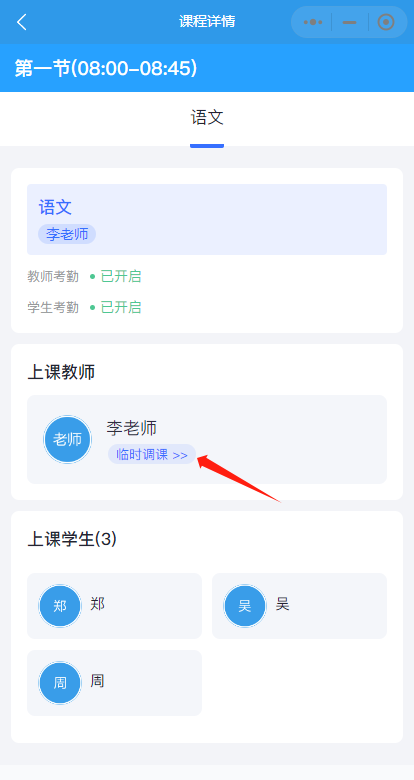 课程详情
第一节(08:00-08:45)
语文
语文
李老师
教师考勤 已开启
学生考勤 已开启
上课教师
老师 李老师
临时调课 >>
上课学生(3)
郑 郑 吴 吴
周 周